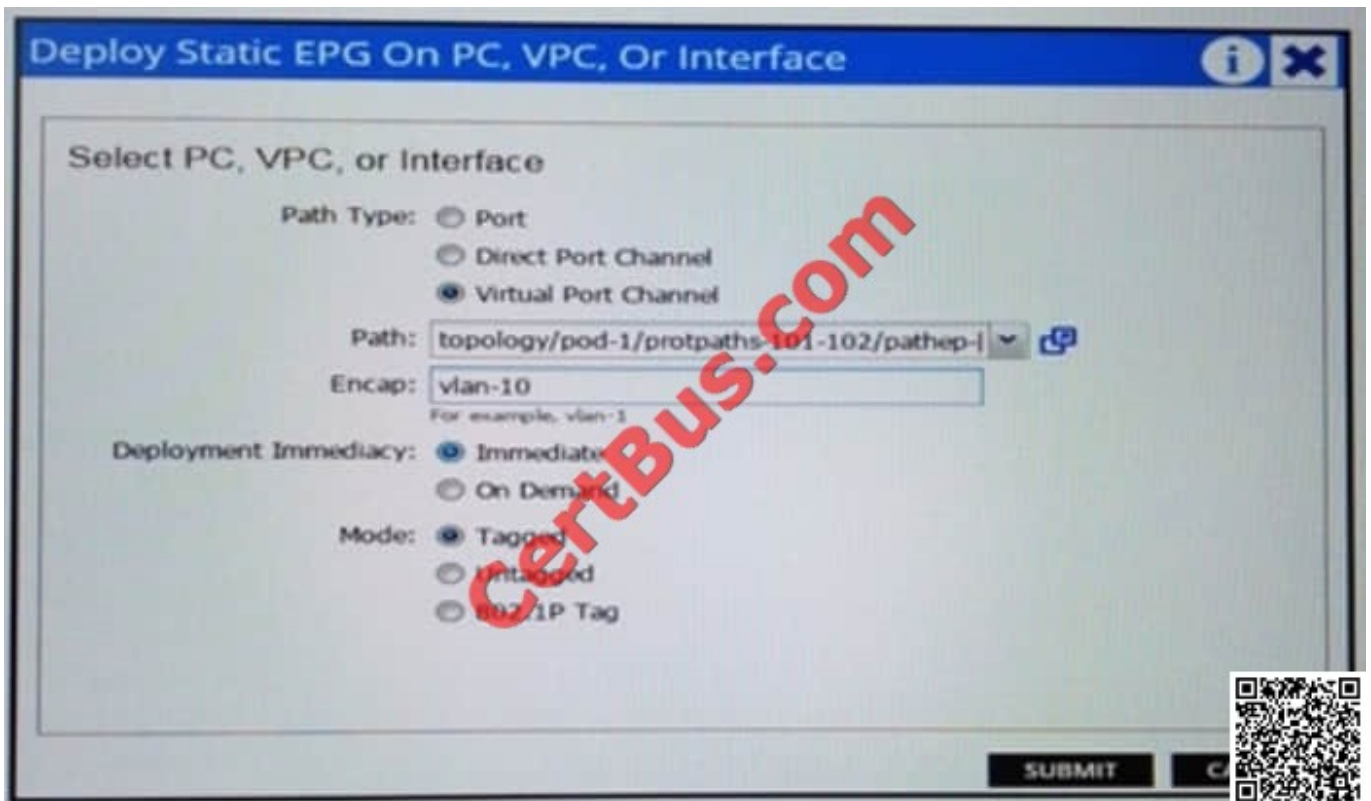 Deploy Static EPG On PC, VPC, Or Interface
i
Select PC, VPC, or Interface
Path Type: Port
Direct Port Channel
Virtual Port Channel
Path: topology/pod-1/protpaths-101-102/pathep-[
Encap: vlan-10
For example, vlan-1
Deployment Immediacy: Immediate
On Demand
Mode: Tagged
Untagged
802.1P Tag
CertBus.com
SUBMIT